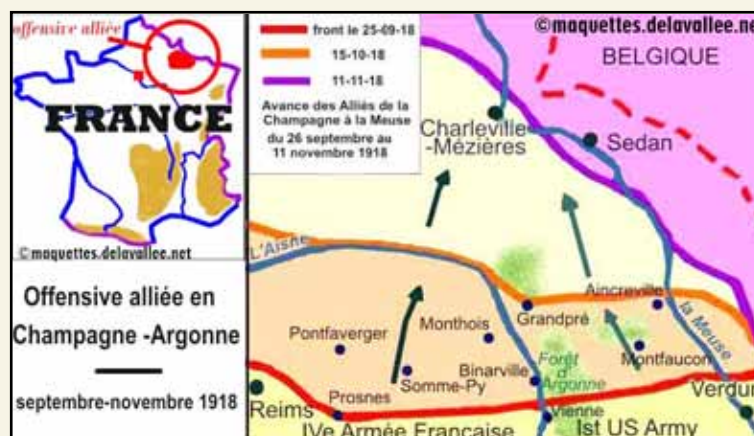 offensive alliée
FRANCE
©maquettes.delavallee.net
Offensive alliée en
Champagne -Argonne
septembre-novembre 1918
front le 25-09-18
15-10-18
11-11-18
Avance des Alliés de la
Champagne à la Meuse
du 26 septembre au
11 novembre 1918
©maquettes.delavallee.net
BELGIQUE
Charleville
-Mézières
Sedan
L'Aisne
Aincreville
Grandpré
la Meuse
Pontfaverger
Monthois
Montfaucon
Binarville
Forêt
d'
Argonne
Somme-Py
Prosnes
Verdun
Reims
Vienne
IVe Armée Française
Ist US Army